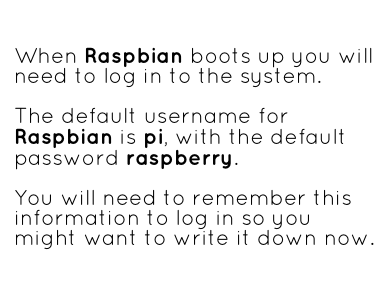 When Raspbian boots up you will
need to log in to the system.
The default username for
Raspbian is pi, with the default
password raspberry.
You will need to remember this
information to log in so you
might want to write it down now.